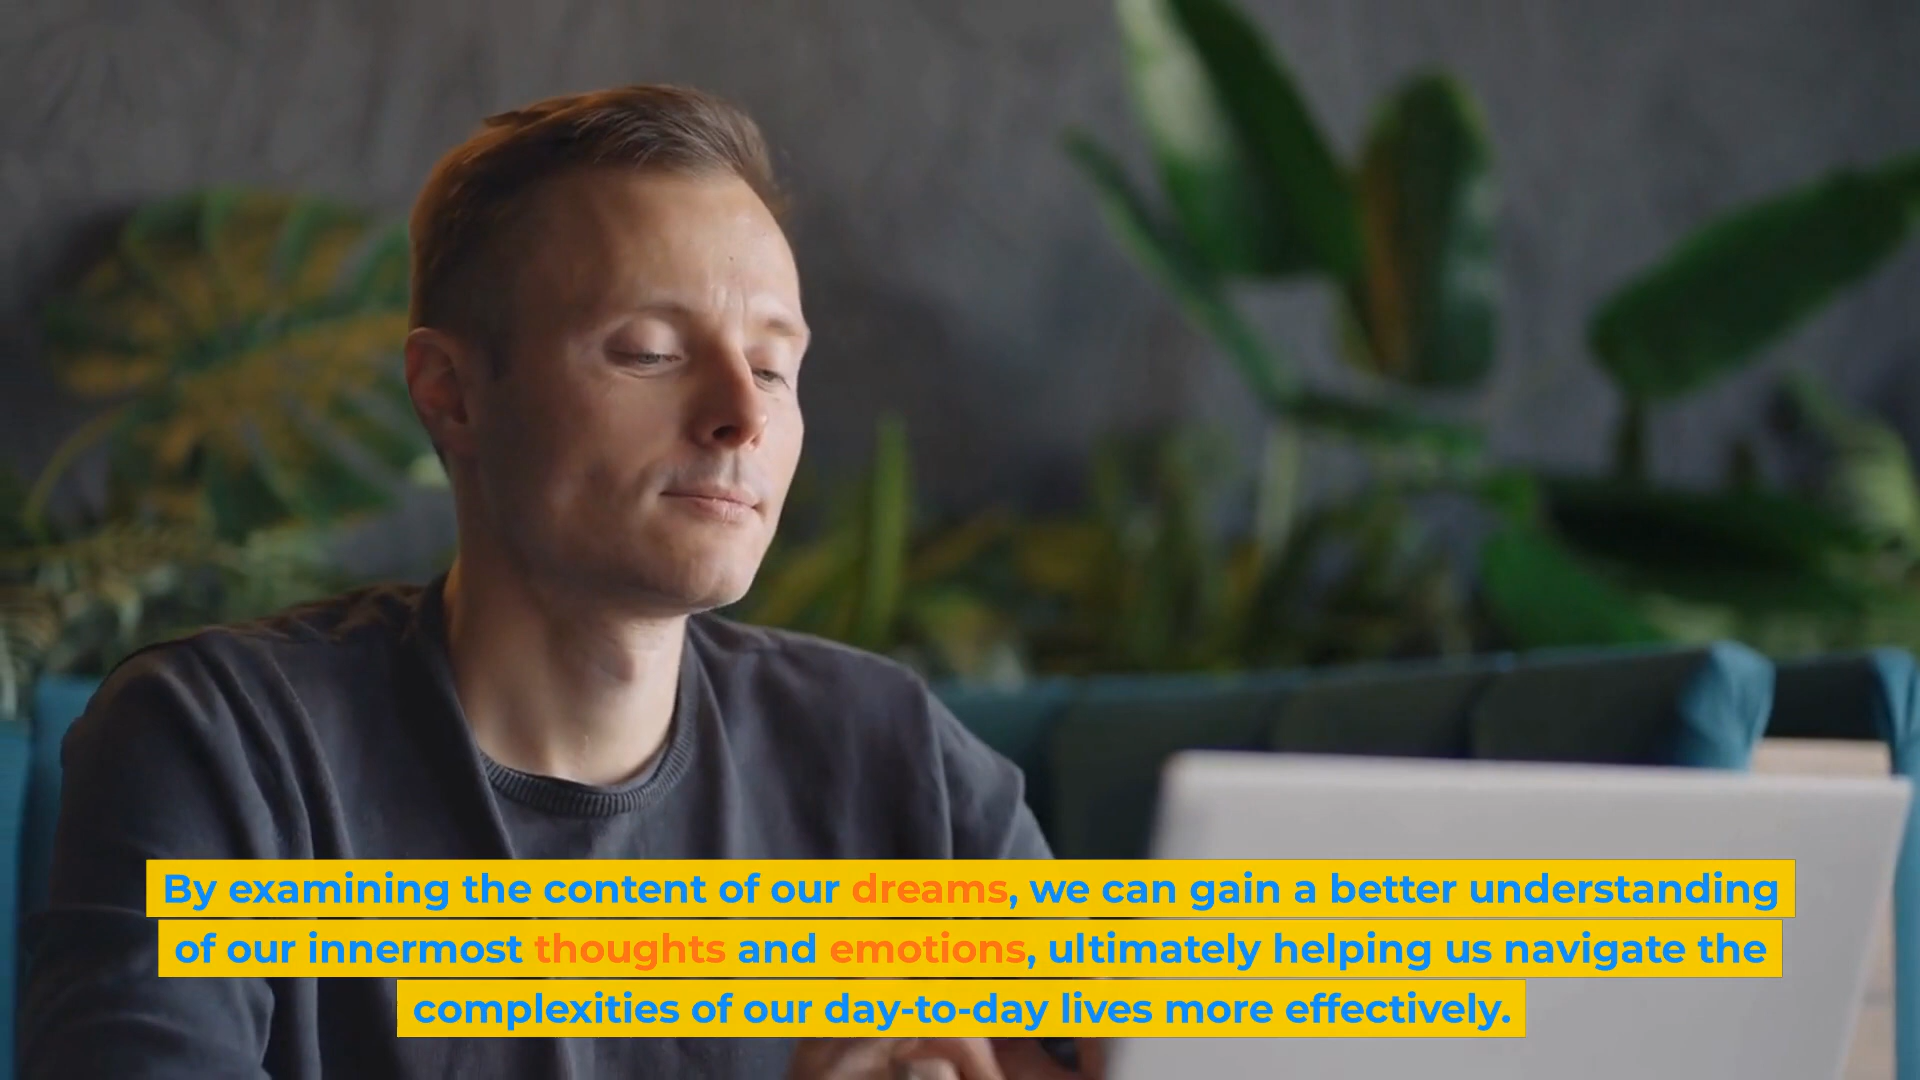 By examining the content of our dreams, we can gain a better understanding
of our innermost thoughts and emotions, ultimately helping us navigate the
complexities of our day-to-day lives more effectively.